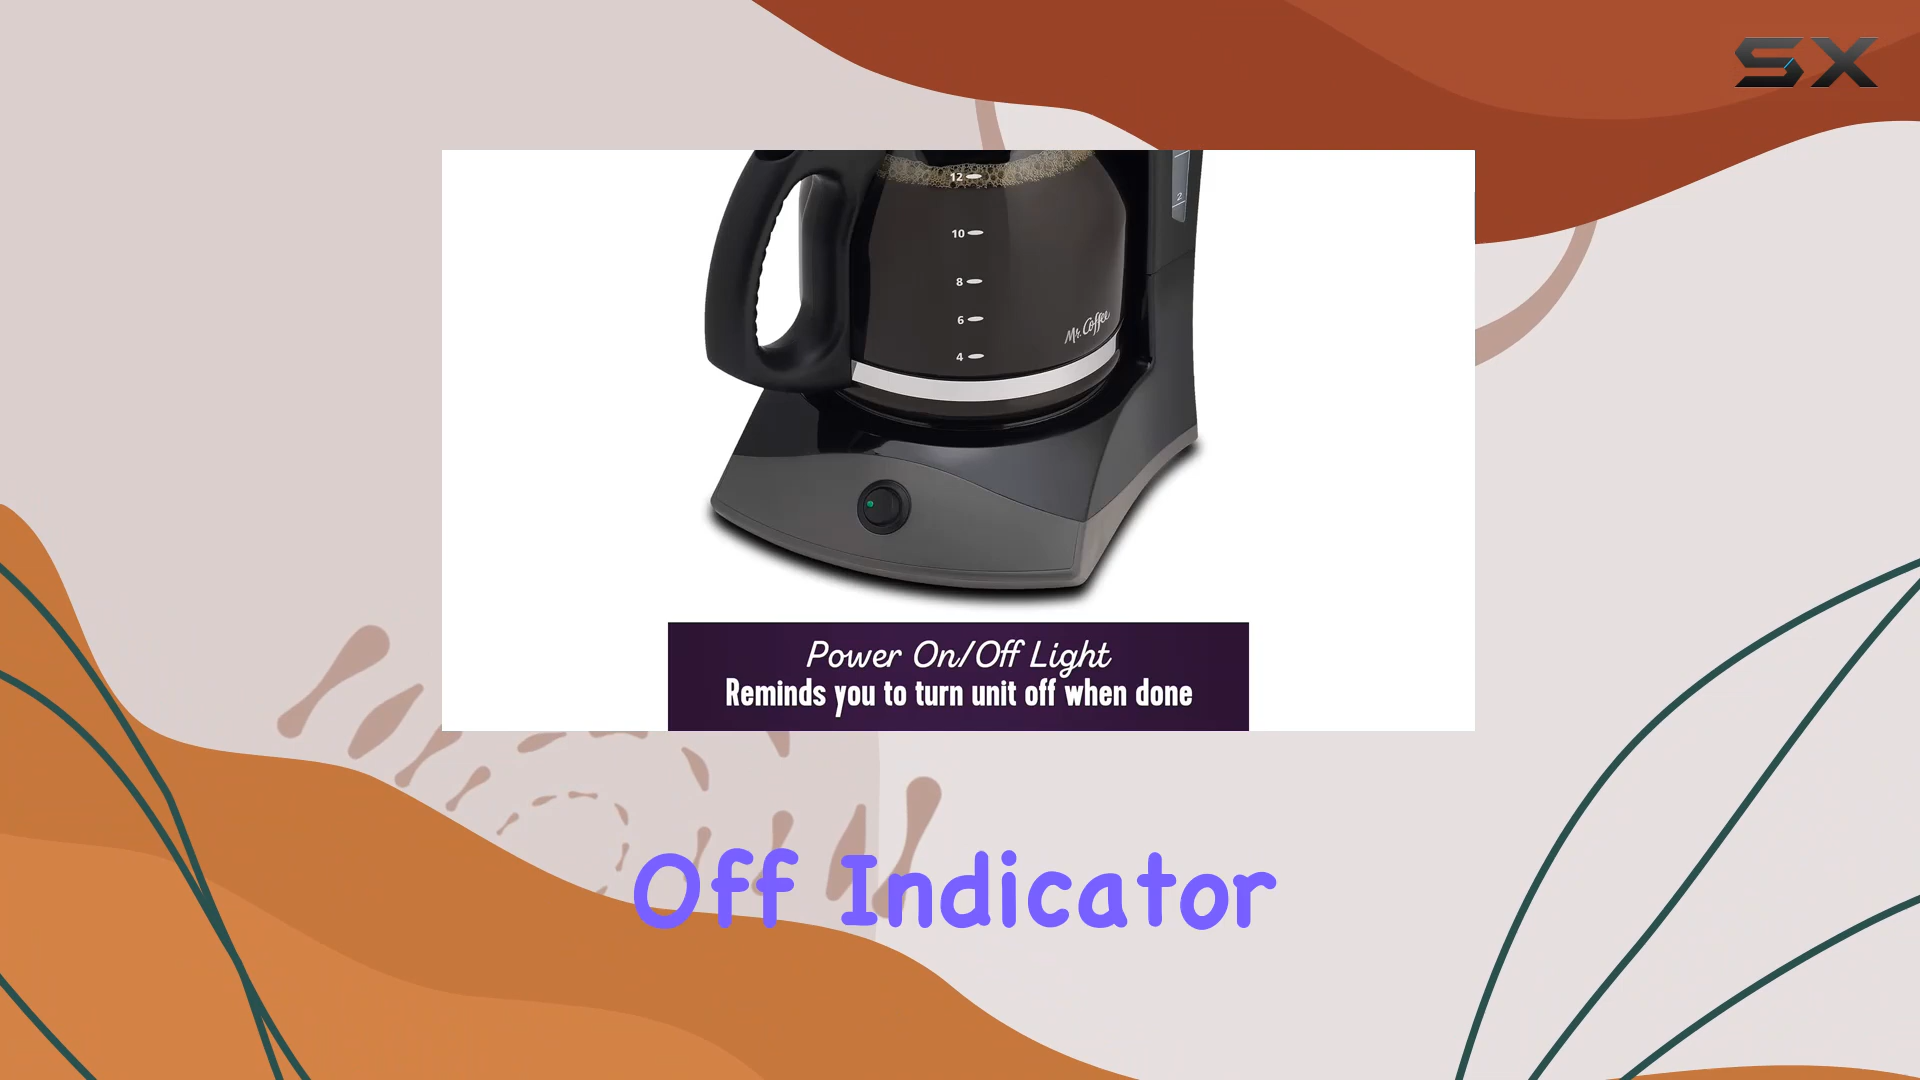 SX
12
2
10
8
6
Mr. Coffee
4
Power On/Off Light
Reminds you to turn unit off when done
Off Indicator